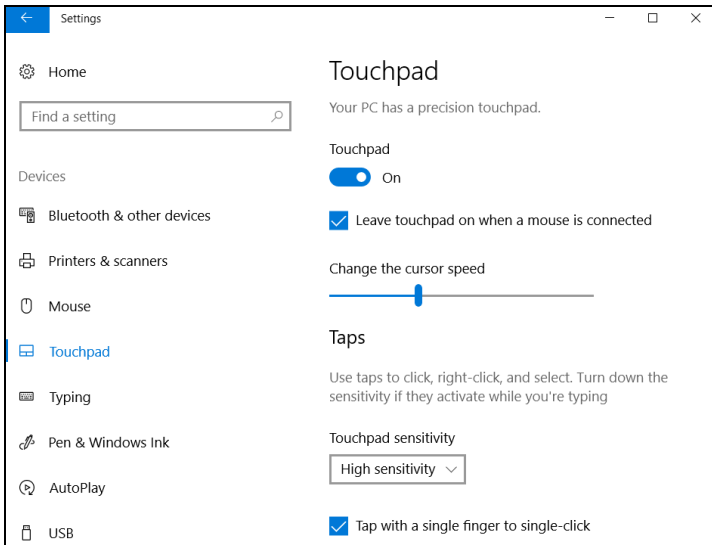 Settings
Home
Find a setting
Devices
Bluetooth & other devices
Printers & scanners
Mouse
Touchpad
Typing
Pen & Windows Ink
AutoPlay
USB
Touchpad
Your PC has a precision touchpad.
Touchpad
On
Leave touchpad on when a mouse is connected
Change the cursor speed
Taps
Use taps to click, right-click, and select. Turn down the
sensitivity if they activate while you're typing
Touchpad sensitivity
High sensitivity
Tap with a single finger to single-click